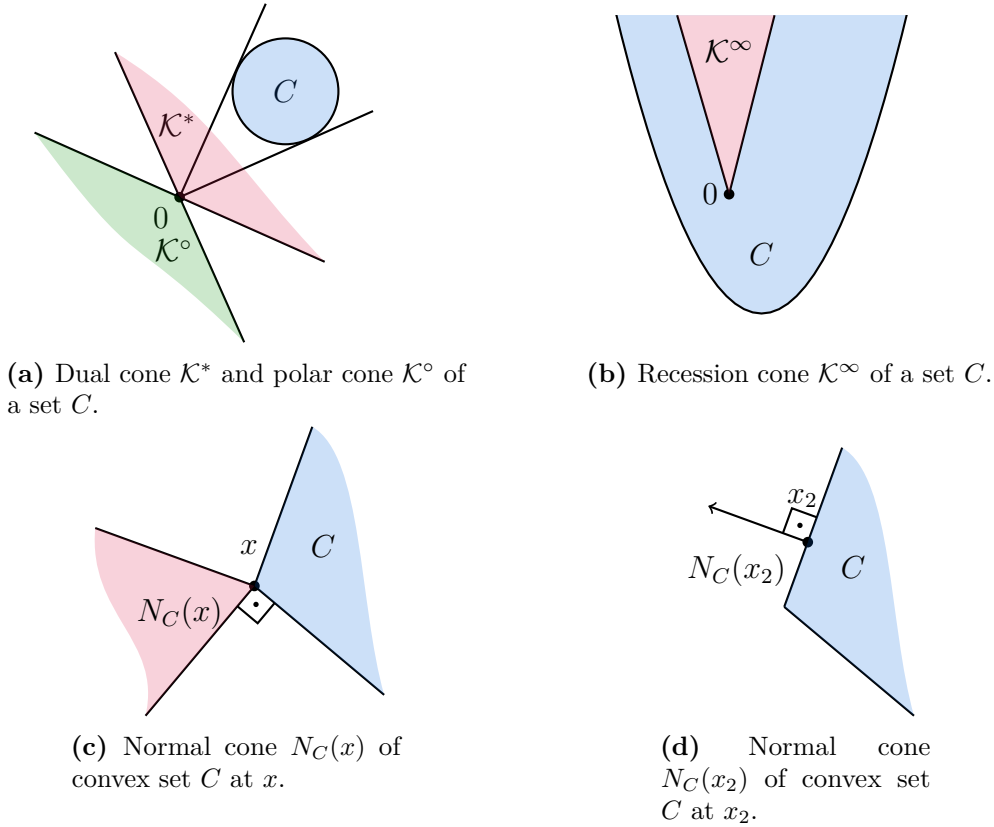 C
𝒦*
0
𝒦°
(a) Dual cone 𝒦* and polar cone 𝒦° of
a set C.
𝒦∞
0
C
(b) Recession cone 𝒦∞ of a set C.
x
C
N_C(x)
(c) Normal cone N_C(x) of
convex set C at x.
x₂
N_C(x₂)
C
(d) Normal cone
N_C(x₂) of convex set
C at x₂.